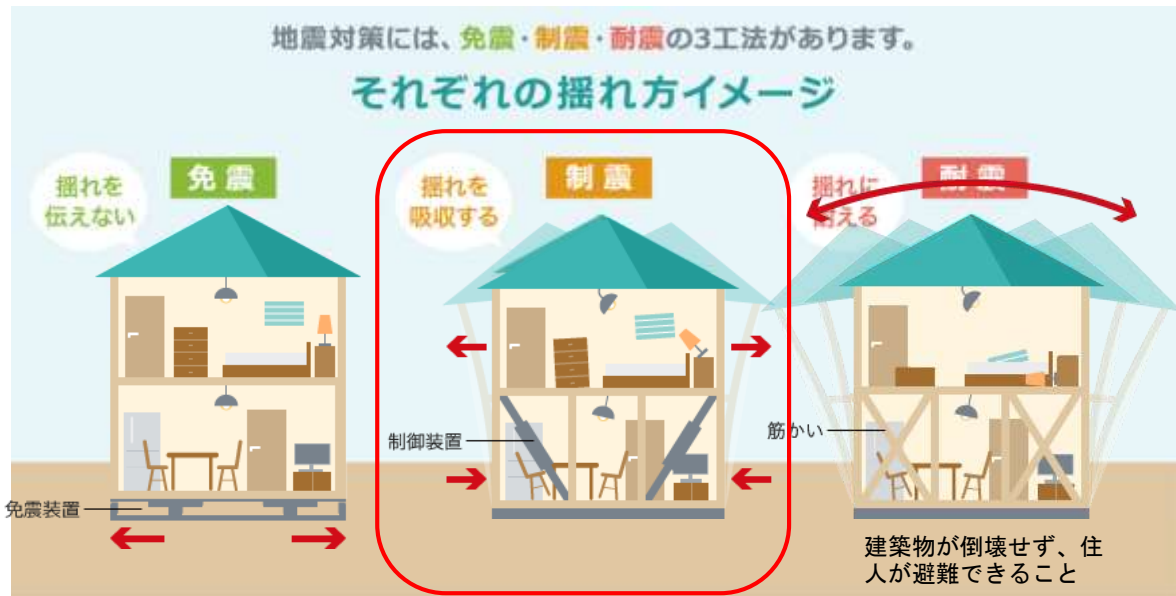 地震対策には、免震・制震・耐震の3工法があります。
それぞれの揺れ方イメージ
揺れを
伝えない
免震
揺れを
吸収する
制震
揺れに
耐える
耐震
免震装置
制御装置
筋かい
建築物が倒壊せず、住
人が避難できること